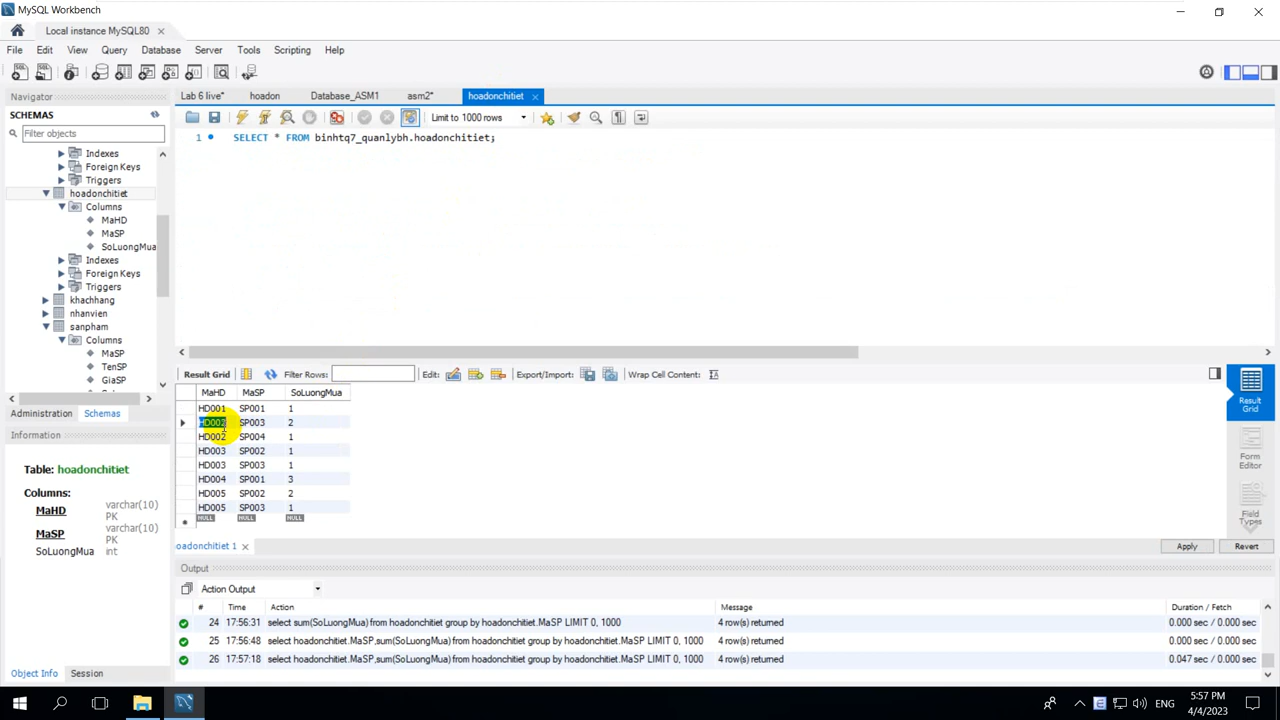 MySQL Workbench
Local instance MySQL80
File Edit View Query Database Server Tools Scripting Help
Navigator
SCHEMAS
Filter objects
Indexes
Foreign Keys
Triggers
hoadonchitiet
Columns
MaHD
MaSP
SoLuongMua
Indexes
Foreign Keys
Triggers
khachhang
nhanvien
sanpham
Columns
MaSP
TenSP
GiaSP
Administration Schemas
Information
Table: hoadonchitiet
Columns:
MaHD varchar(10) PK
MaSP varchar(10) PK
SoLuongMua int
Object Info Session
Lab 6 live* hoadon Database_ASM1 asm2* hoadonchitiet
Limit to 1000 rows
1 SELECT * FROM binhtq7_quanlybh.hoadonchitiet;
Result Grid Filter Rows: Edit: Export/Import: Wrap Cell Content:
MaHD MaSP SoLuongMua
HD001 SP001 1
SP003 2
HD002 SP004 1
HD003 SP002 1
HD003 SP003 1
HD004 SP001 3
HD005 SP002 2
HD005 SP003 1
NULL NULL NULL
Result Grid
Form Editor
Field Types
oadonchitiet 1
Apply Revert
Output
Action Output
# Time Action Message Duration / Fetch
24 17:56:31 select sum(SoLuongMua) from hoadonchitiet group by hoadonchitiet.MaSP LIMIT 0, 1000 4 row(s) returned 0.000 sec / 0.000 sec
25 17:56:48 select hoadonchitiet.MaSP,sum(SoLuongMua) from hoadonchitiet group by hoadonchitiet.MaSP LIMIT 0, 1000 4 row(s) returned 0.000 sec / 0.000 sec
26 17:57:18 select hoadonchitiet.MaSP,sum(SoLuongMua) from hoadonchitiet group by hoadonchitiet.MaSP LIMIT 0, 1000 4 row(s) returned 0.047 sec / 0.000 sec
ENG
5:57 PM
4/4/2023